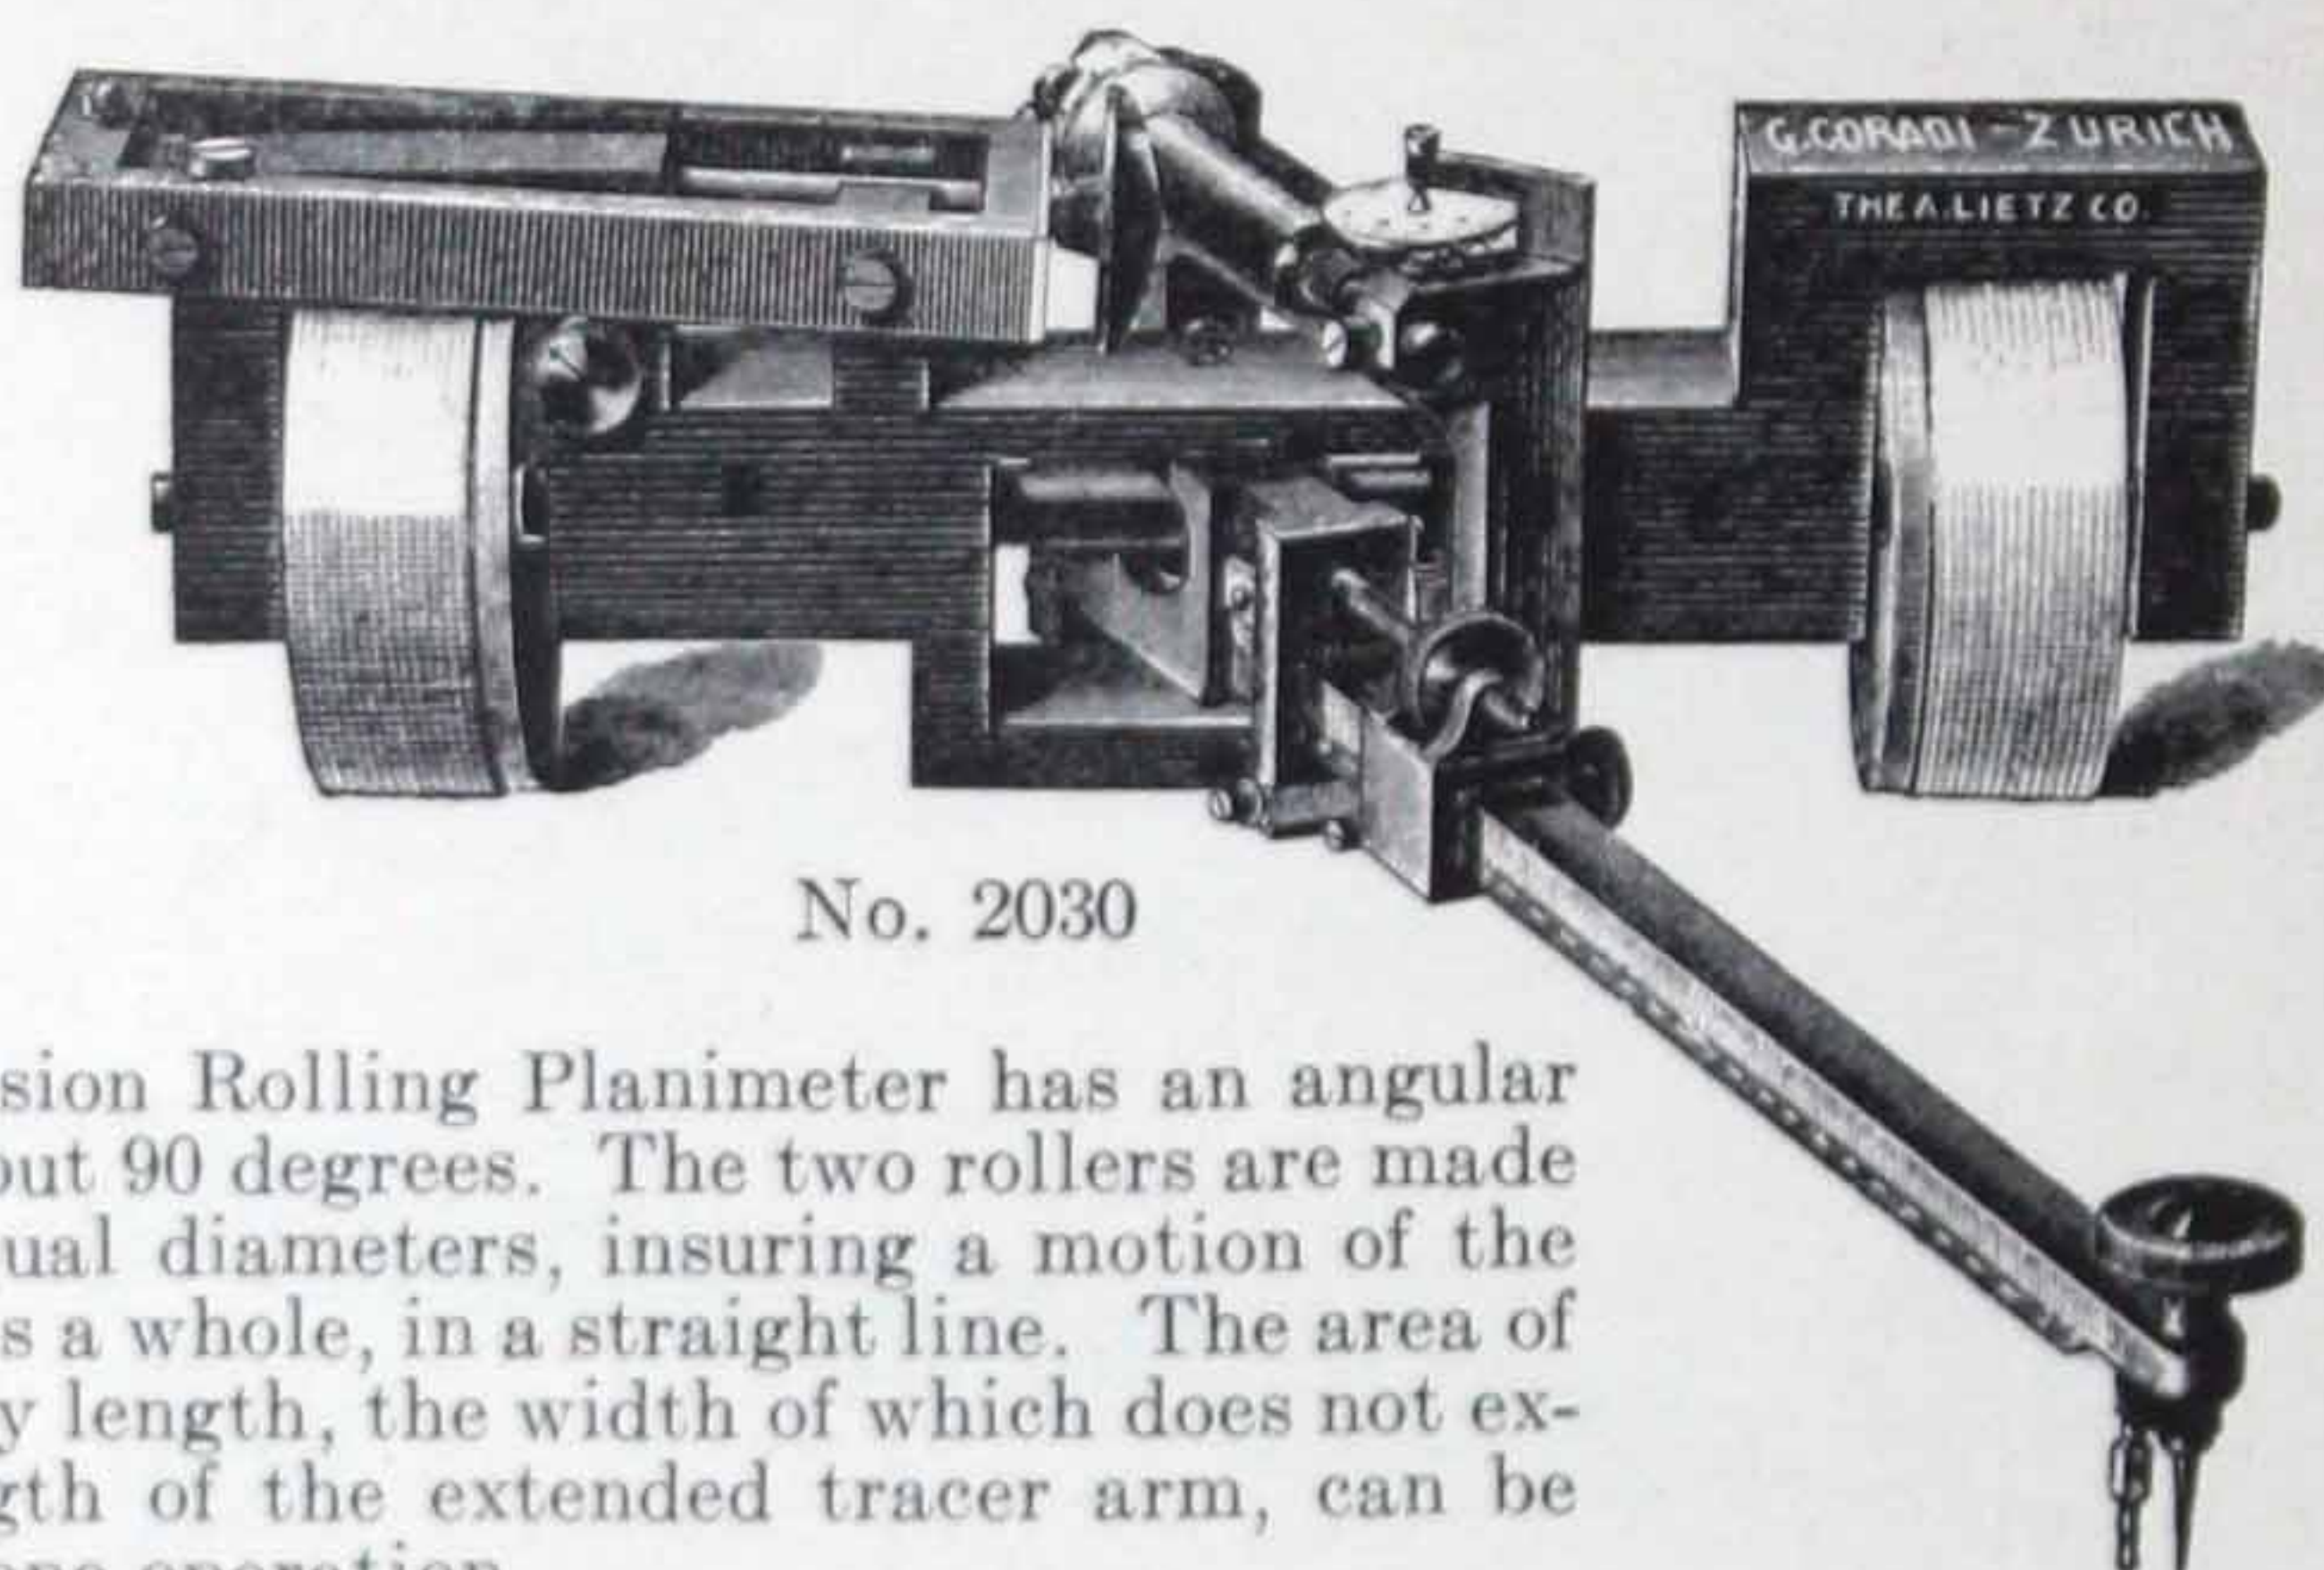 G. CORADI - ZURICH
THE A. LIETZ CO.
No. 2030
sion Rolling Planimeter has an angular
out 90 degrees. The two rollers are made
ual diameters, insuring a motion of the
s a whole, in a straight line. The area of
y length, the width of which does not ex-
gth of the extended tracer arm, can be
one operation